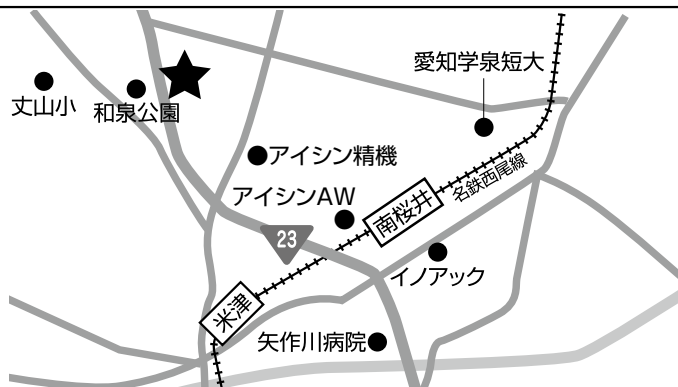 愛知学泉短大
丈山小
和泉公園
アイシン精機
名鉄西尾線
アイシンAW
南桜井
23
イノアック
米津
矢作川病院